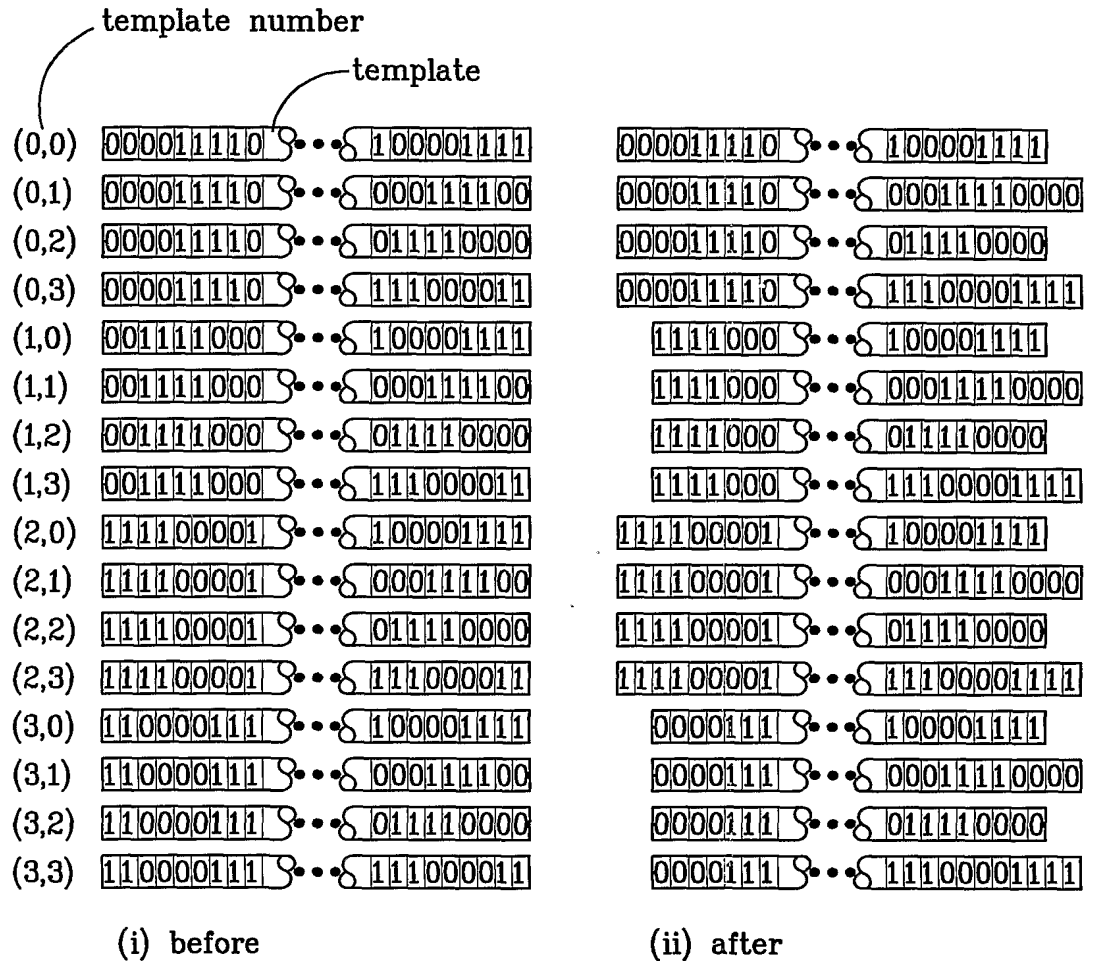 template number
template
(0,0) 000011110 ••• 100001111 000011110 ••• 100001111
(0,1) 000011110 ••• 000111100 000011110 ••• 00011110000
(0,2) 000011110 ••• 011110000 000011110 ••• 011110000
(0,3) 000011110 ••• 111000011 000011110 ••• 11100001111
(1,0) 001111000 ••• 100001111 1111000 ••• 100001111
(1,1) 001111000 ••• 000111100 1111000 ••• 00011110000
(1,2) 001111000 ••• 011110000 1111000 ••• 011110000
(1,3) 001111000 ••• 111000011 1111000 ••• 11100001111
(2,0) 111100001 ••• 100001111 111100001 ••• 100001111
(2,1) 111100001 ••• 000111100 111100001 ••• 00011110000
(2,2) 111100001 ••• 011110000 111100001 ••• 011110000
(2,3) 111100001 ••• 111000011 111100001 ••• 11100001111
(3,0) 110000111 ••• 100001111 0000111 ••• 100001111
(3,1) 110000111 ••• 000111100 0000111 ••• 00011110000
(3,2) 110000111 ••• 011110000 0000111 ••• 011110000
(3,3) 110000111 ••• 111000011 0000111 ••• 11100001111
(i) before (ii) after